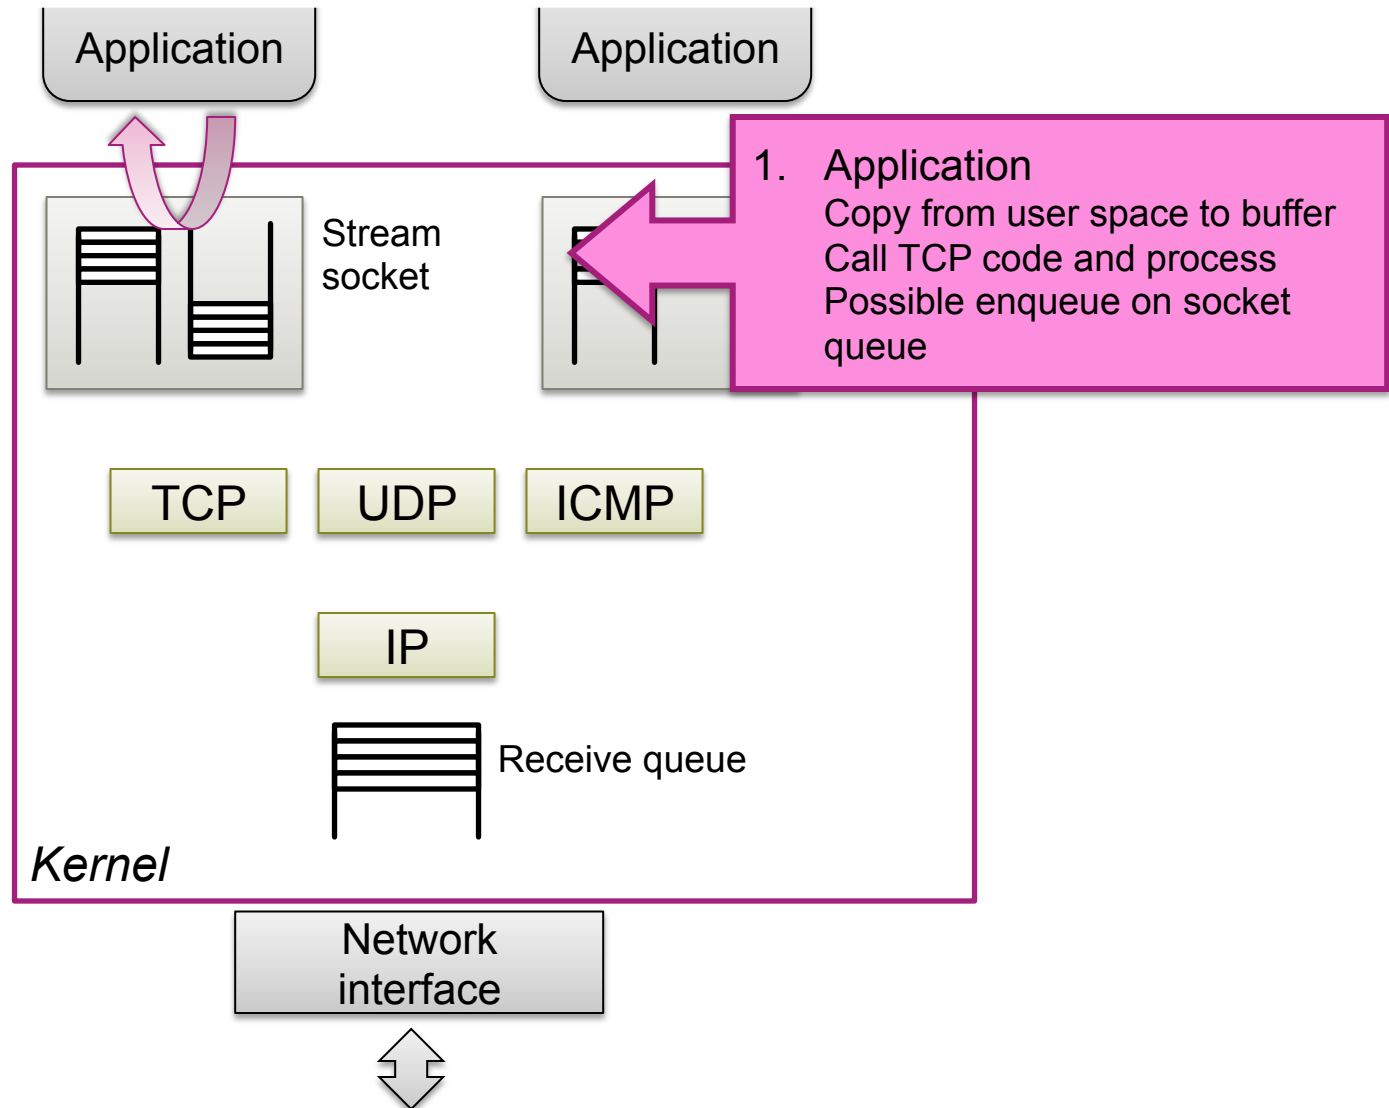 Application
Application
1. Application
Copy from user space to buffer
Call TCP code and process
Possible enqueue on socket
queue
Stream
socket
TCP
UDP
ICMP
IP
Receive queue
Kernel
Network
interface